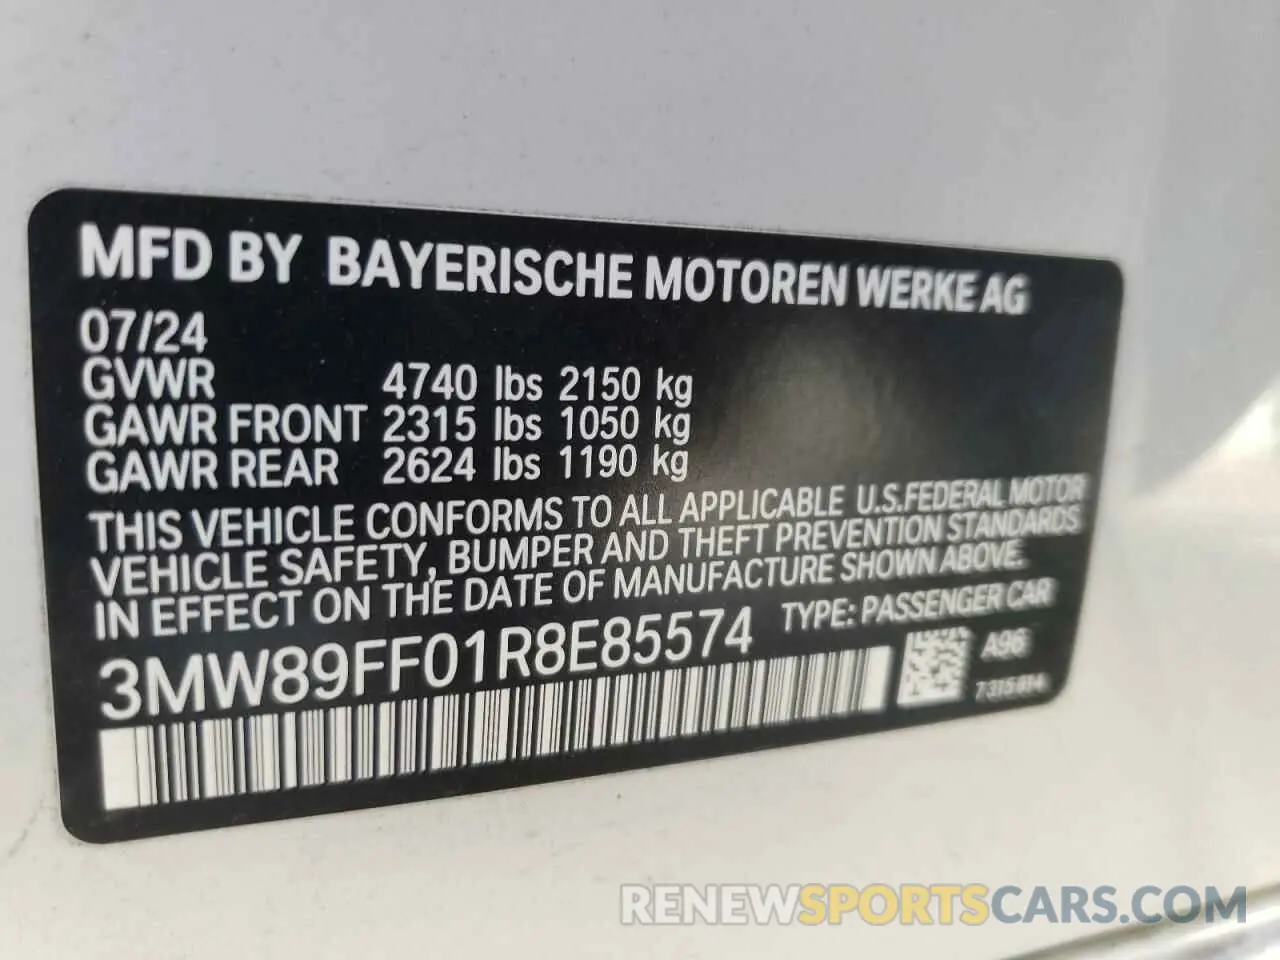 MFD BY BAYERISCHE MOTOREN WERKE AG
07/24
GVWR 4740 lbs 2150 kg
GAWR FRONT 2315 lbs 1050 kg
GAWR REAR 2624 lbs 1190 kg
THIS VEHICLE CONFORMS TO ALL APPLICABLE U.S.FEDERAL MOTOR
VEHICLE SAFETY, BUMPER AND THEFT PREVENTION STANDARDS
IN EFFECT ON THE DATE OF MANUFACTURE SHOWN ABOVE.
3MW89FF01R8E85574 TYPE: PASSENGER CAR
A96
7315814
RENEWSPORTSCARS.COM